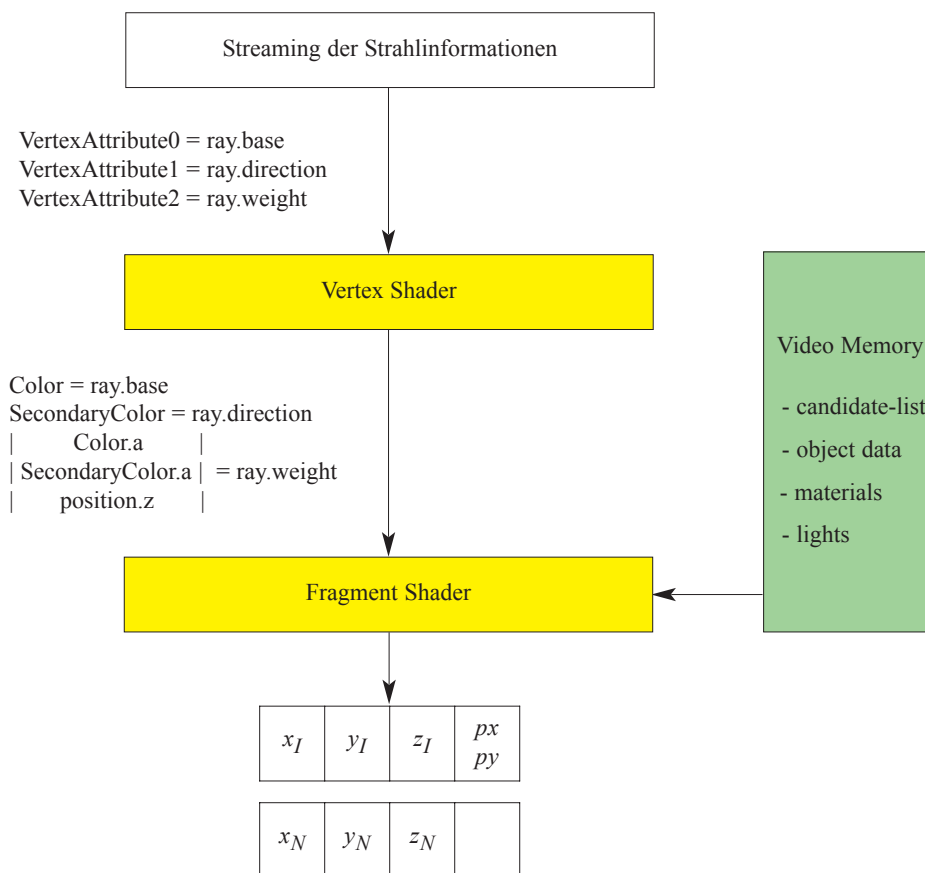 Streaming der Strahlinformationen
VertexAttribute0 = ray.base
VertexAttribute1 = ray.direction
VertexAttribute2 = ray.weight
Vertex Shader
Color = ray.base
SecondaryColor = ray.direction
| Color.a |
| SecondaryColor.a | = ray.weight
| position.z |
Video Memory
- candidate-list
- object data
- materials
- lights
Fragment Shader
x_I y_I z_I px
py
x_N y_N z_N